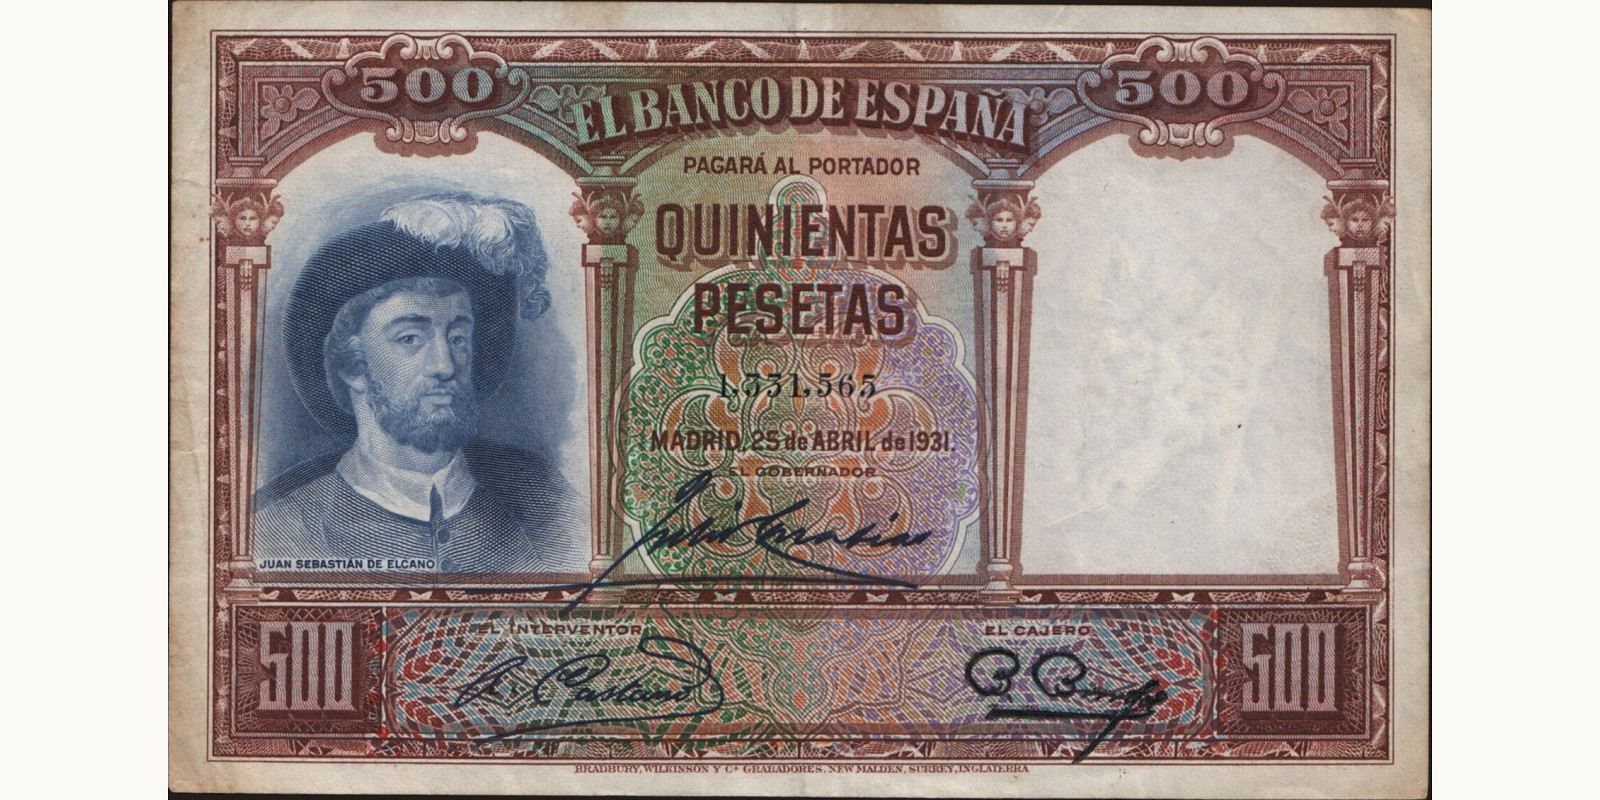 500 500
EL BANCO DE ESPAÑA
PAGARÁ AL PORTADOR
QUINIENTAS
PESETAS
1,331,565
MADRID, 25 de ABRIL de 1931.
EL GOBERNADOR
JUAN SEBASTIÁN DE ELCANO
EL INTERVENTOR EL CAJERO
500 500
BRADBURY, WILKINSON Y Cª GRABADORES, NEW MALDEN, SURREY, INGLATERRA